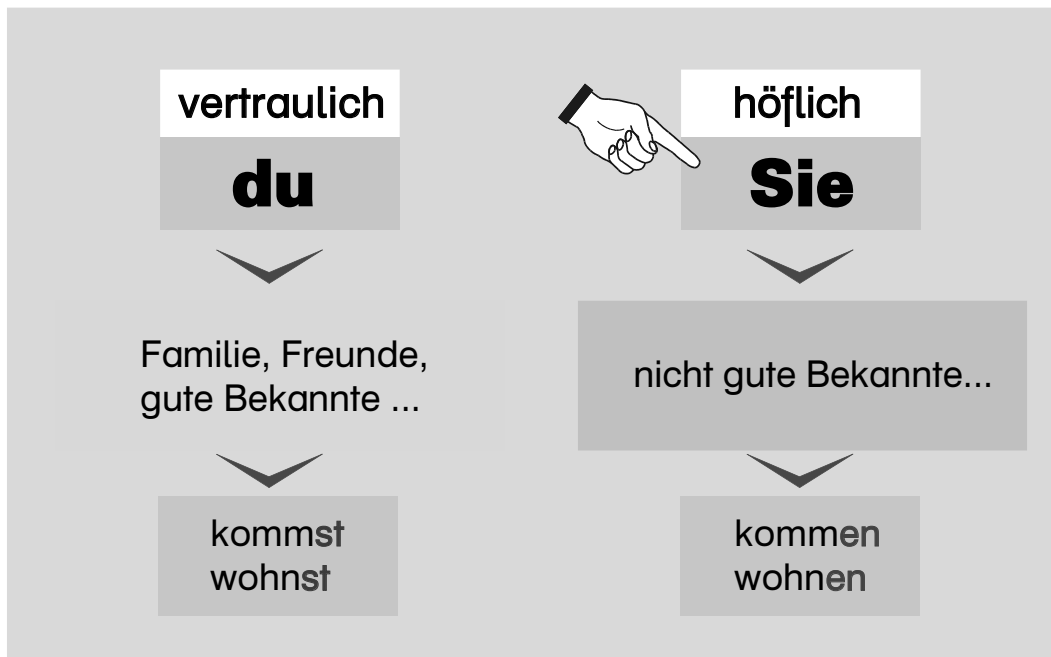 vertraulich
du
Familie, Freunde,
gute Bekannte ...
kommst
wohnst
höflich
Sie
nicht gute Bekannte...
kommen
wohnen